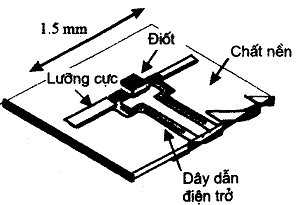 1.5 mm
Điốt
Chất nền
Lưỡng cực
Dây dẫn
điện trở